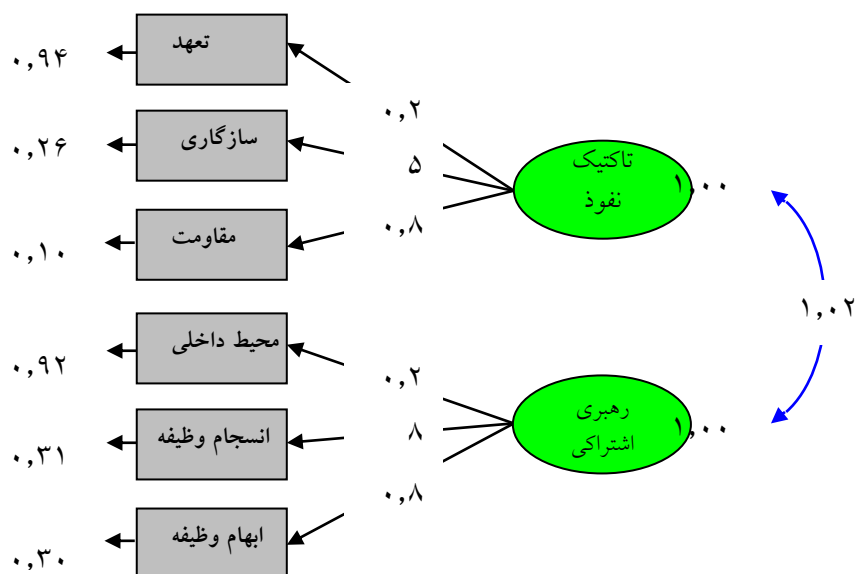 تعهد
۰,۹۴
سازگاری
۰,۲۶
مقاومت
۰,۱۰
محیط داخلی
۰,۹۲
انسجام وظیفه
۰,۳۱
ابهام وظیفه
۰,۳۰
۰,۲
۵
۰,۸
۰,۲
۸
۰,۸
تاکتیک
نفوذ
۱,۰۰
رهبری
اشتراکی
۱,۰۰
۱,۰۲